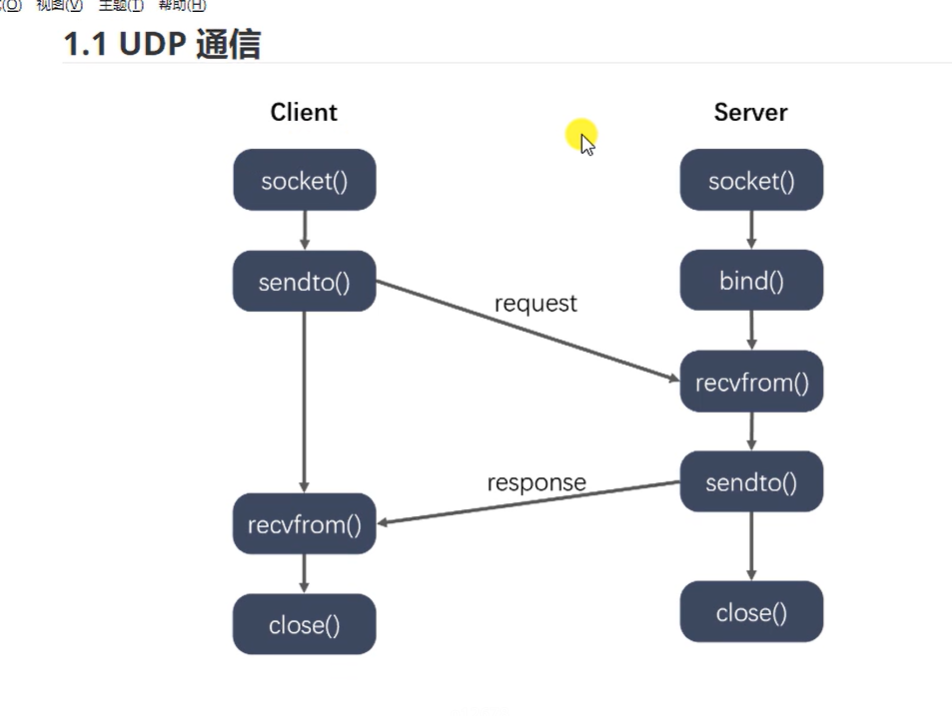 视图(V) 主题(T) 帮助(H)
1.1 UDP 通信
Client
Server
socket()
socket()
sendto()
bind()
request
recvfrom()
response
sendto()
recvfrom()
close()
close()